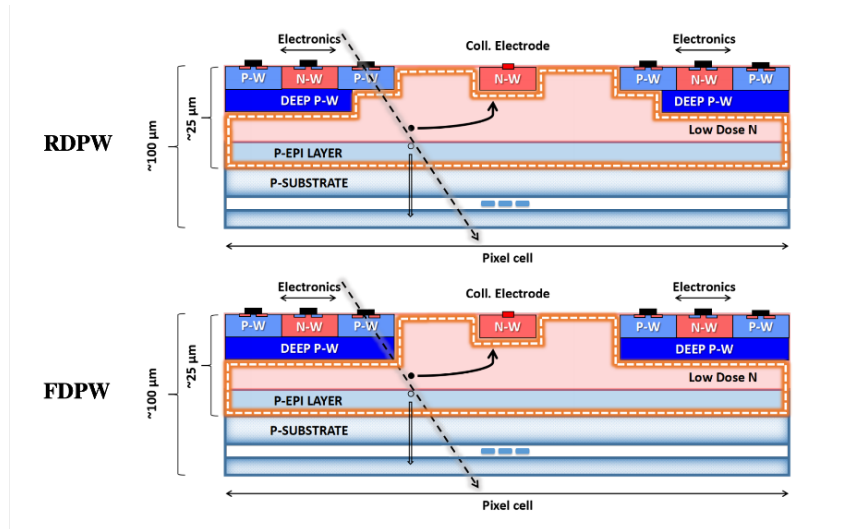 Electronics
Coll. Electrode
Electronics
P-W N-W P-W N-W P-W N-W P-W
DEEP P-W DEEP P-W
~25 µm
~100 µm
RDPW
Low Dose N
P-EPI LAYER
P-SUBSTRATE
Pixel cell
Electronics
Coll. Electrode
Electronics
P-W N-W P-W N-W P-W N-W P-W
DEEP P-W DEEP P-W
~25 µm
~100 µm
FDPW
Low Dose N
P-EPI LAYER
P-SUBSTRATE
Pixel cell